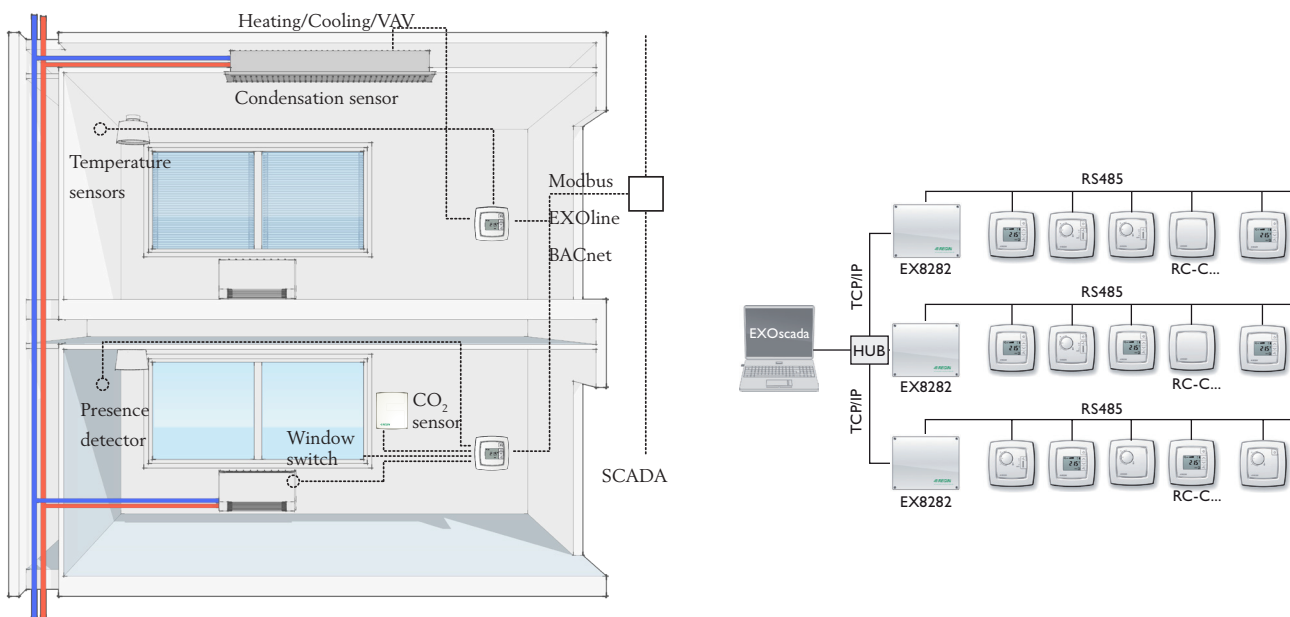 Heating/Cooling/VAV
Condensation sensor
Temperature
sensors
Modbus
EXOline
BACnet
Presence
detector
CO₂
sensor
Window
switch
SCADA
RS485
EX8282
RC-C...
TCP/IP
RS485
EXOscada
HUB
EX8282
RC-C...
TCP/IP
RS485
EX8282
RC-C...